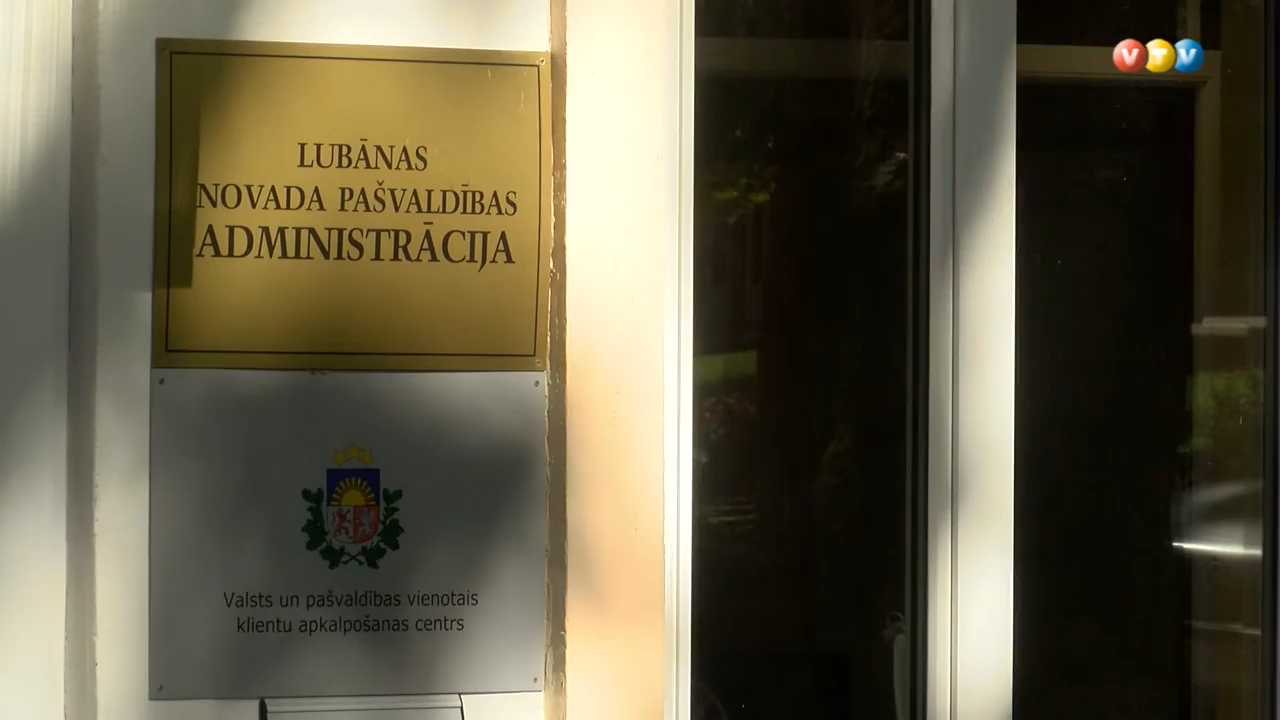 LUBĀNAS
NOVADA PAŠVALDĪBAS
ADMINISTRĀCIJA
Valsts un pašvaldības vienotais
klientu apkalpošanas centrs
VTV